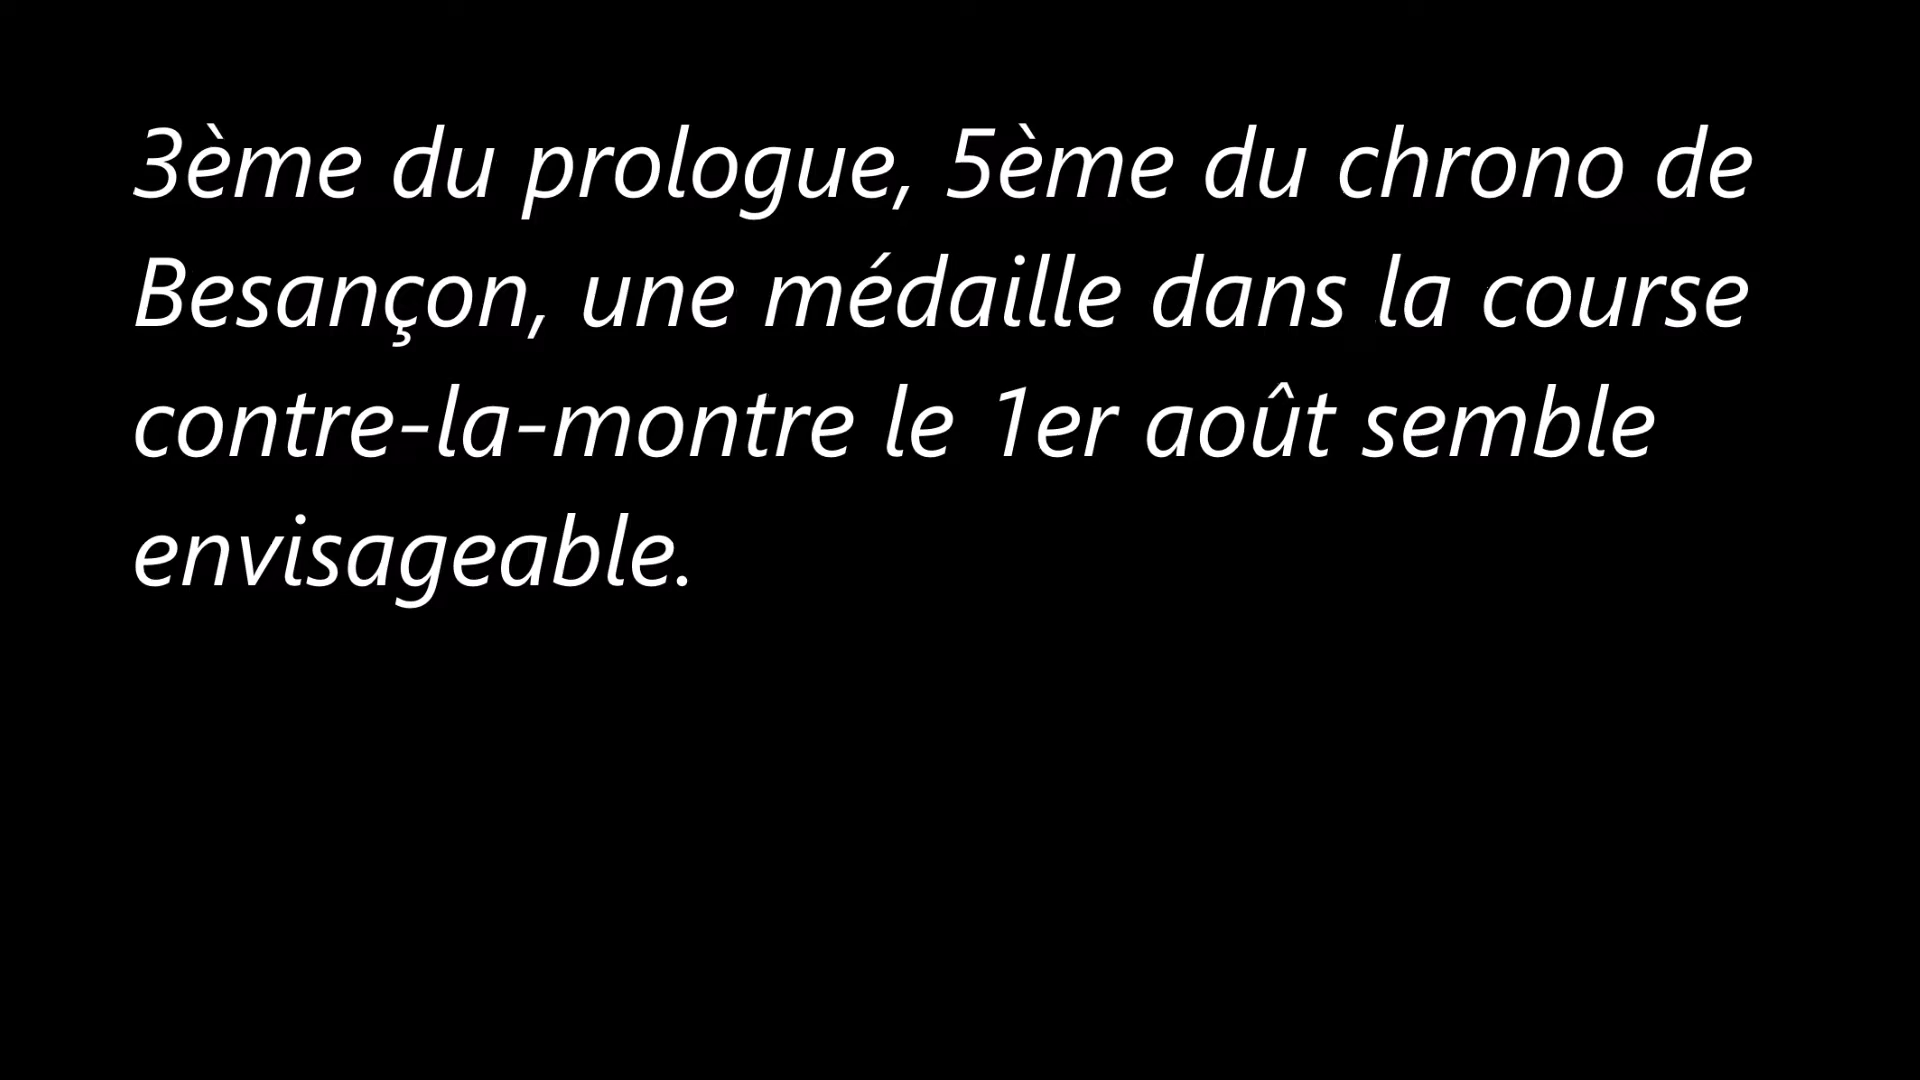 3ème du prologue, 5ème du chrono de
Besançon, une médaille dans la course
contre-la-montre le 1er août semble
envisageable.